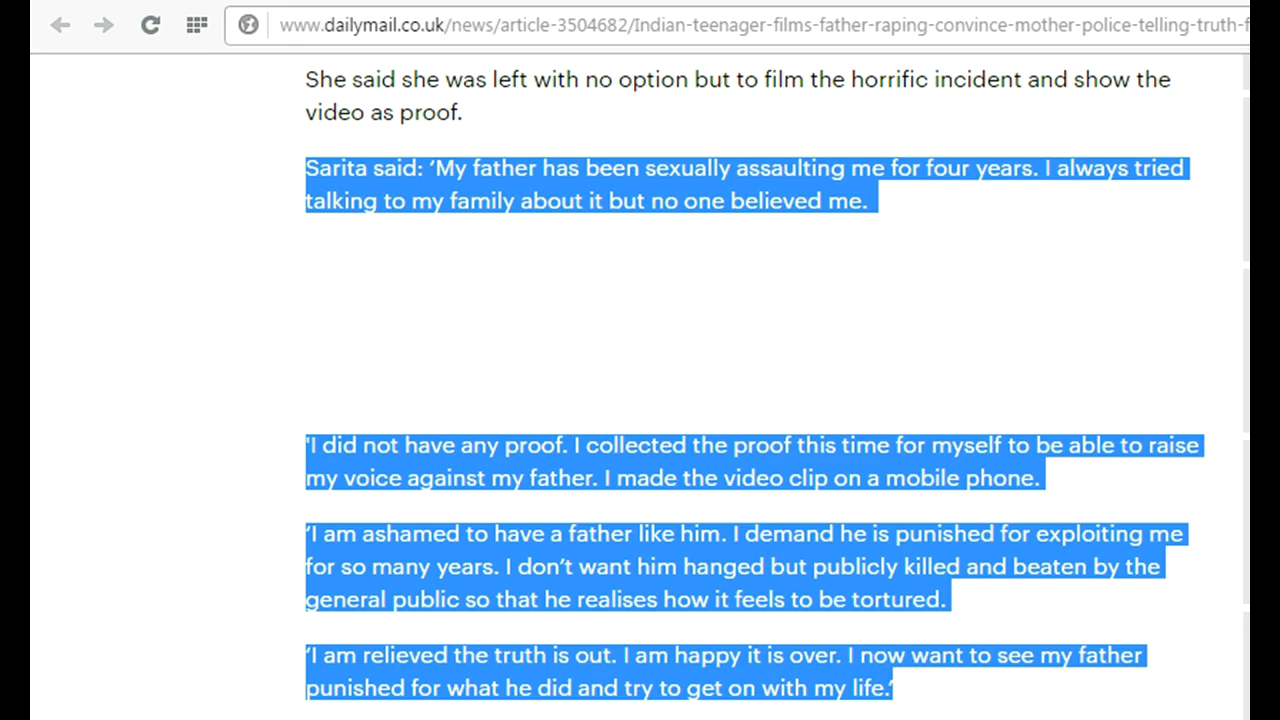 www.dailymail.co.uk/news/article-3504682/Indian-teenager-films-father-raping-convince-mother-police-telling-truth-f
She said she was left with no option but to film the horrific incident and show the
video as proof.
Sarita said: ‘My father has been sexually assaulting me for four years. I always tried
talking to my family about it but no one believed me.
'I did not have any proof. I collected the proof this time for myself to be able to raise
my voice against my father. I made the video clip on a mobile phone.
‘I am ashamed to have a father like him. I demand he is punished for exploiting me
for so many years. I don’t want him hanged but publicly killed and beaten by the
general public so that he realises how it feels to be tortured.
‘I am relieved the truth is out. I am happy it is over. I now want to see my father
punished for what he did and try to get on with my life.’